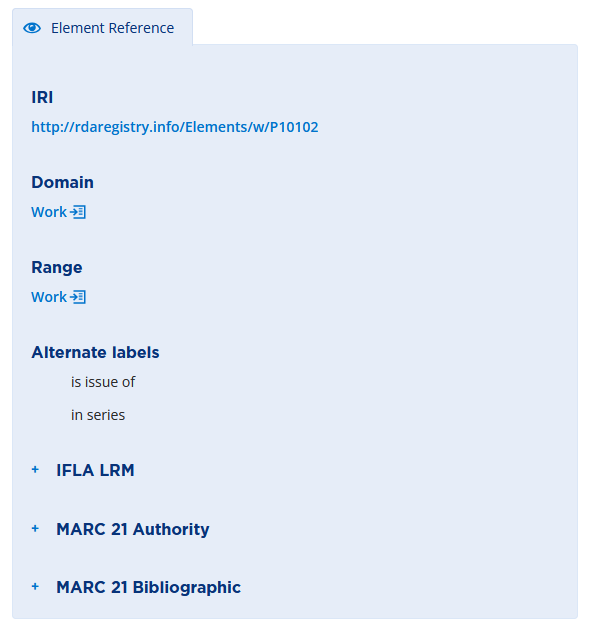 Element Reference
IRI
http://rdaregistry.info/Elements/w/P10102
Domain
Work
Range
Work
Alternate labels
is issue of
in series
+ IFLA LRM
+ MARC 21 Authority
+ MARC 21 Bibliographic